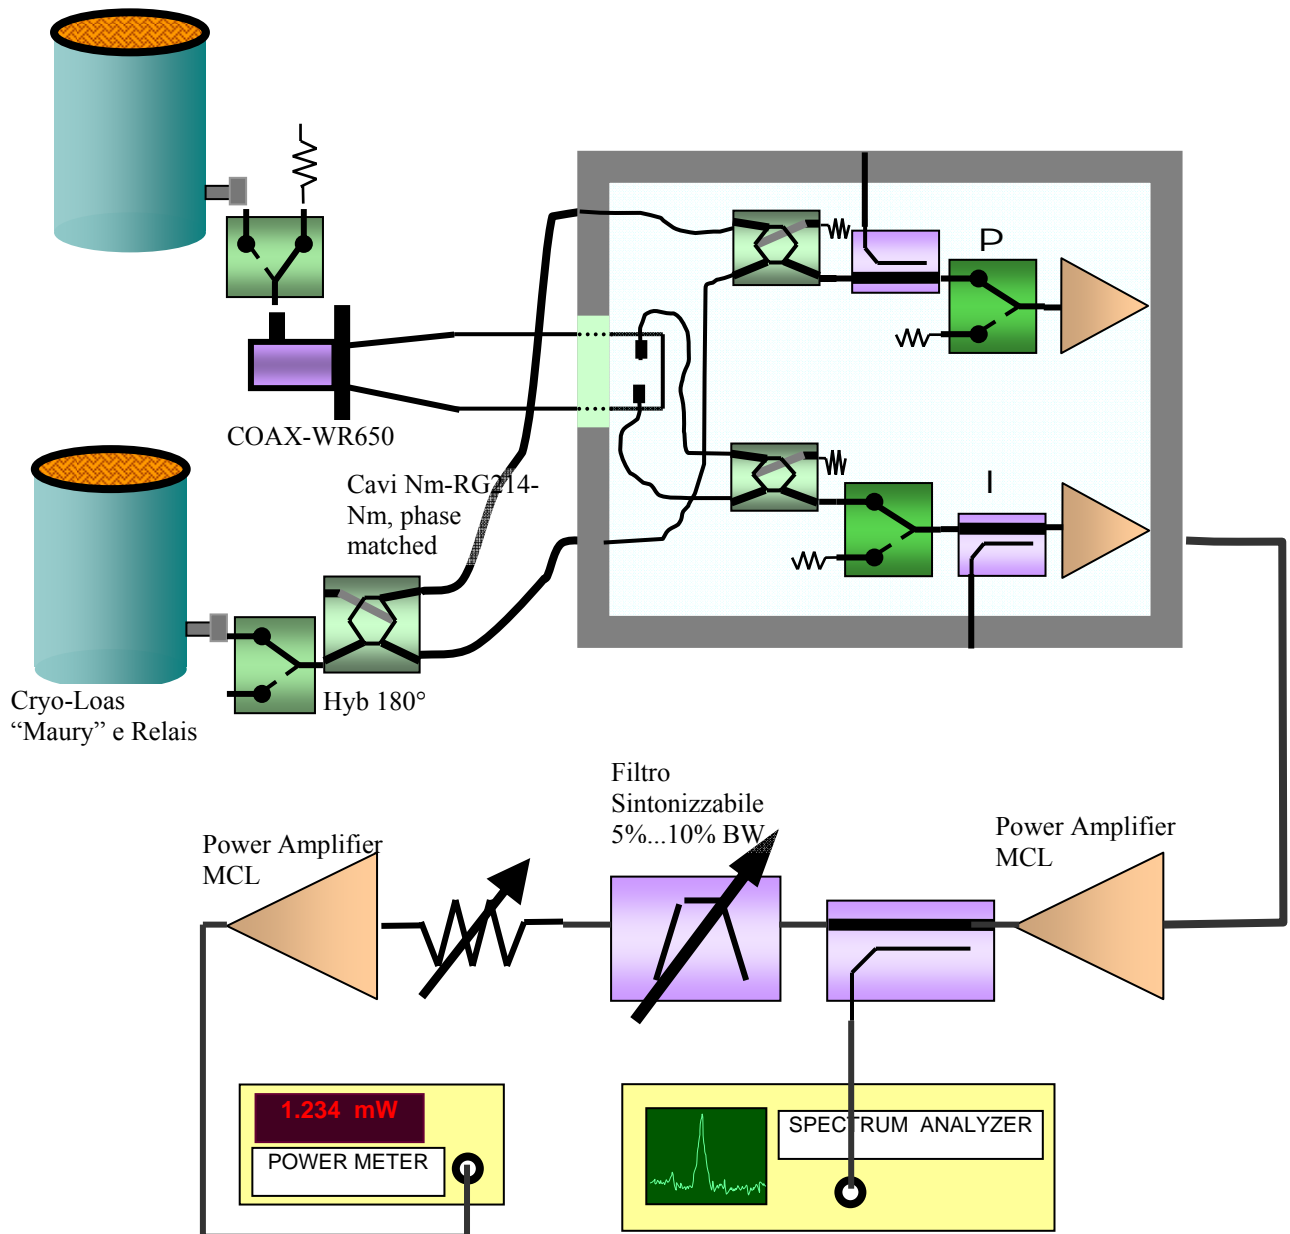 P
COAX-WR650
Cavi Nm-RG214-
Nm, phase
matched
I
Cryo-Loas
“Maury” e Relais
Hyb 180°
Filtro
Sintonizzabile
5%...10% BW
Power Amplifier
MCL
Power Amplifier
MCL
1.234 mW
POWER METER
SPECTRUM ANALYZER